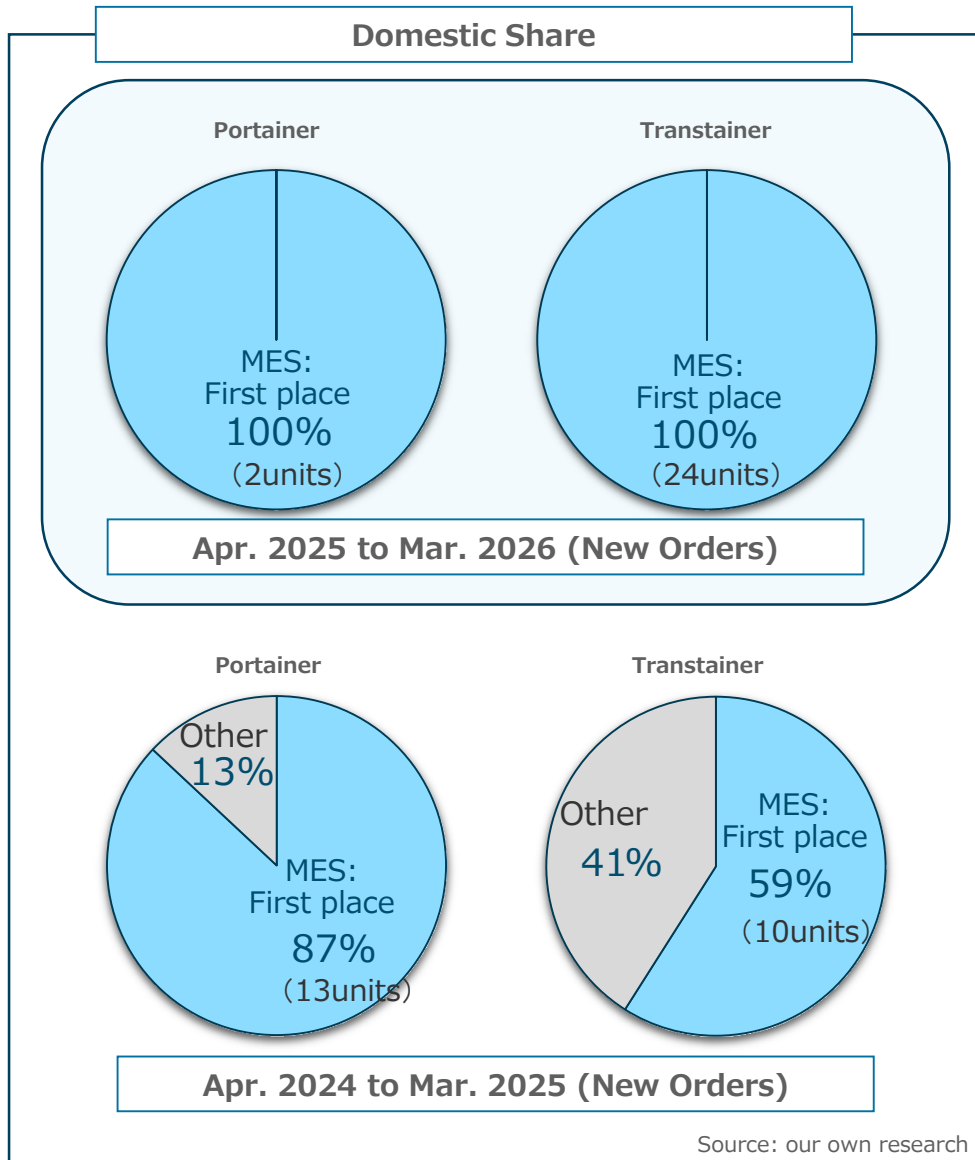 Domestic Share
Portainer
Transtainer
MES:
First place
100%
（2units）
MES:
First place
100%
（24units）
Apr. 2025 to Mar. 2026 (New Orders)
Portainer
Transtainer
Other
13%
MES:
First place
87%
（13units）
Other
41%
MES:
First place
59%
（10units）
Apr. 2024 to Mar. 2025 (New Orders)
Source: our own research